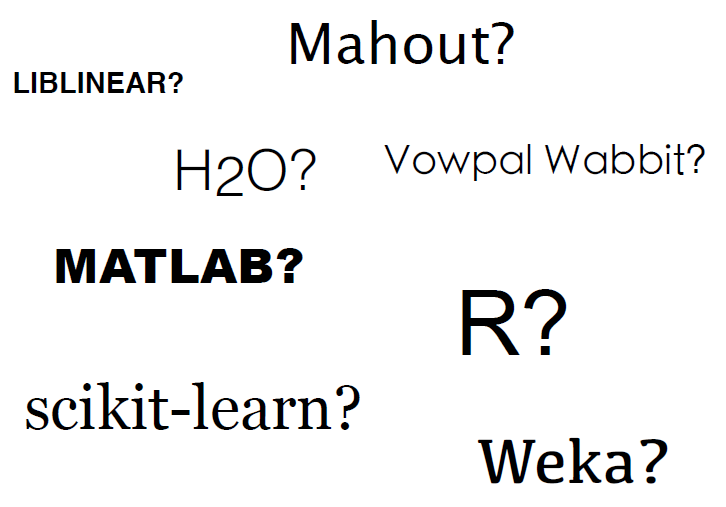 Mahout?
LIBLINEAR?
H2O?
Vowpal Wabbit?
MATLAB?
R?
scikit-learn?
Weka?